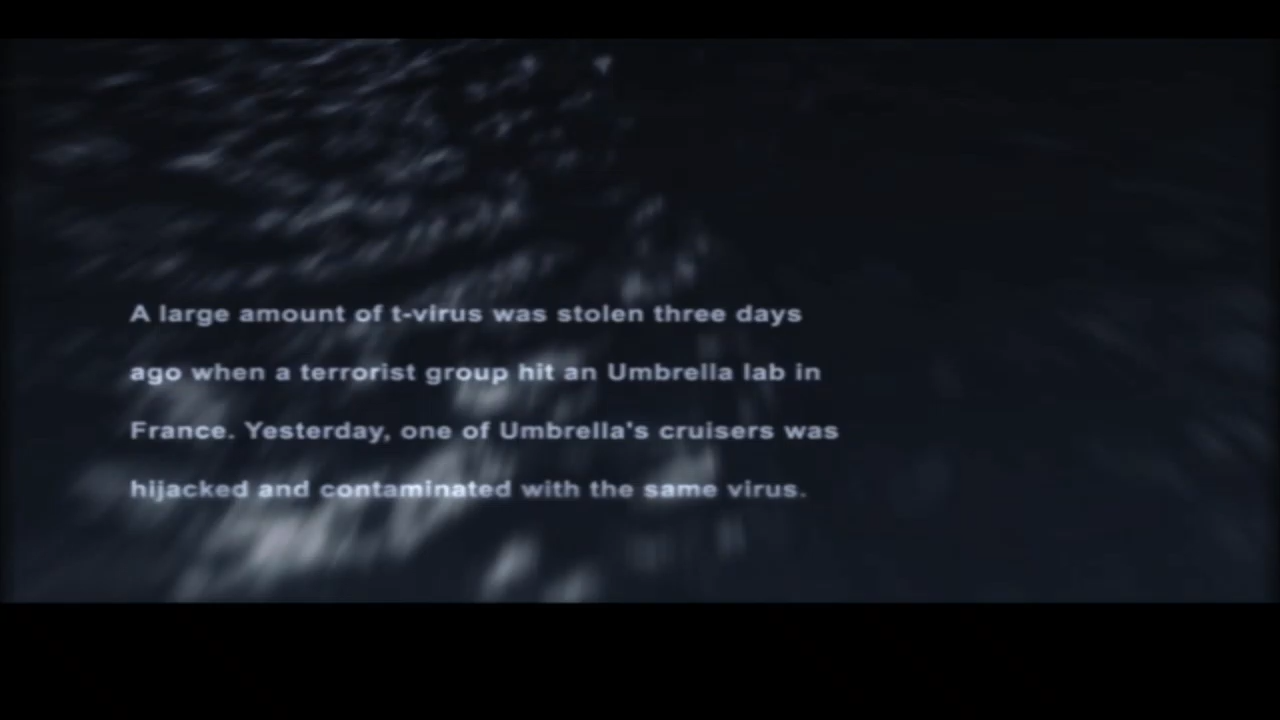 A large amount of t-virus was stolen three days
ago when a terrorist group hit an Umbrella lab in
France. Yesterday, one of Umbrella's cruisers was
hijacked and contaminated with the same virus.